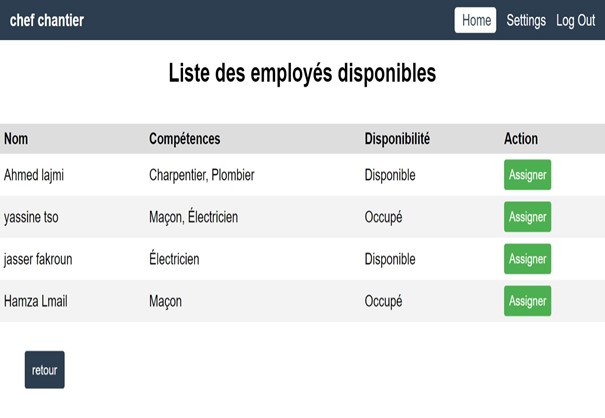 chef chantier Home Settings Log Out
Liste des employés disponibles
Nom Compétences Disponibilité Action
Ahmed lajmi Charpentier, Plombier Disponible Assigner
yassine tso Maçon, Électricien Occupé Assigner
jasser fakroun Électricien Disponible Assigner
Hamza Lmail Maçon Occupé Assigner
retour